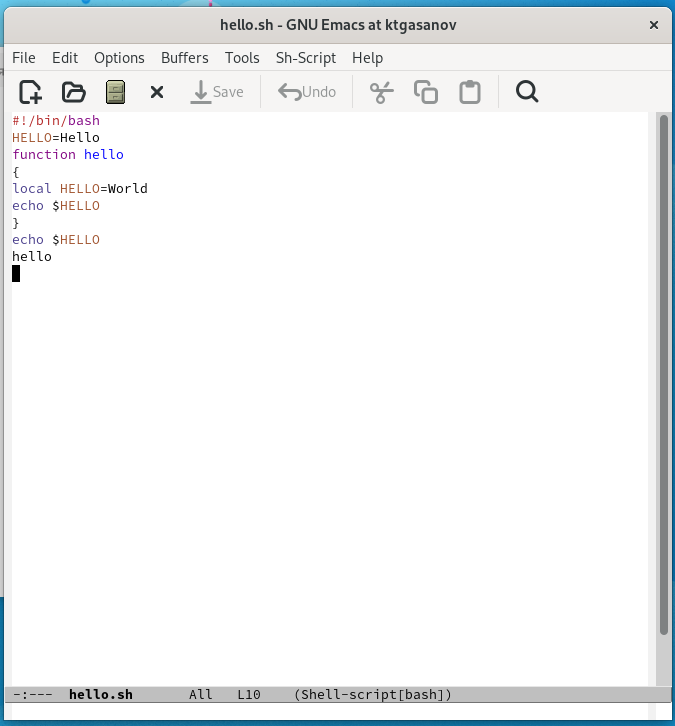 hello.sh - GNU Emacs at ktgasanov
File Edit Options Buffers Tools Sh-Script Help
Save Undo
#!/bin/bash
HELLO=Hello
function hello
{
local HELLO=World
echo $HELLO
}
echo $HELLO
hello
-:--- hello.sh All L10 (Shell-script[bash])